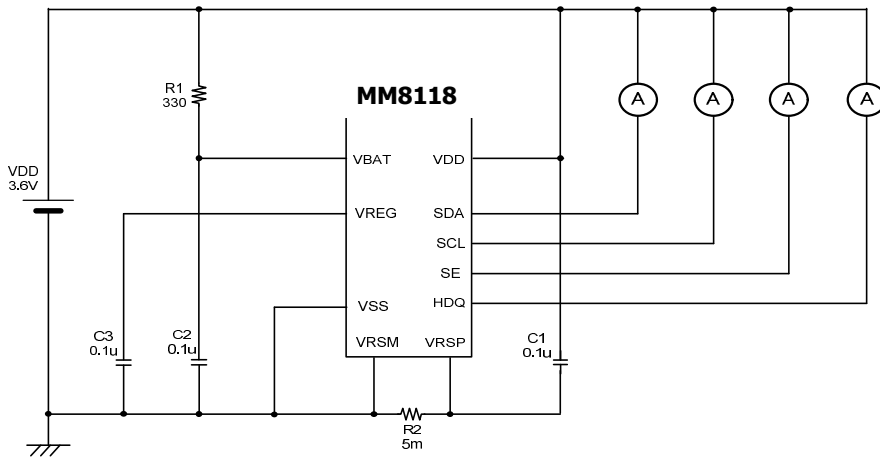 R1
330
MM8118
A
A
A
A
VDD
3.6V
VBAT
VDD
VREG
SDA
SCL
SE
HDQ
VSS
C3
0.1u
C2
0.1u
VRSM
VRSP
C1
0.1u
R2
5m